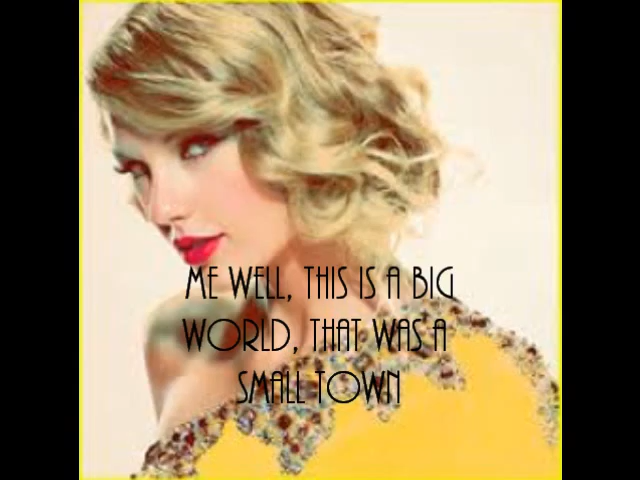 ME WELL, THIS IS A BIG
WORLD, THAT WAS A
SMALL TOWN